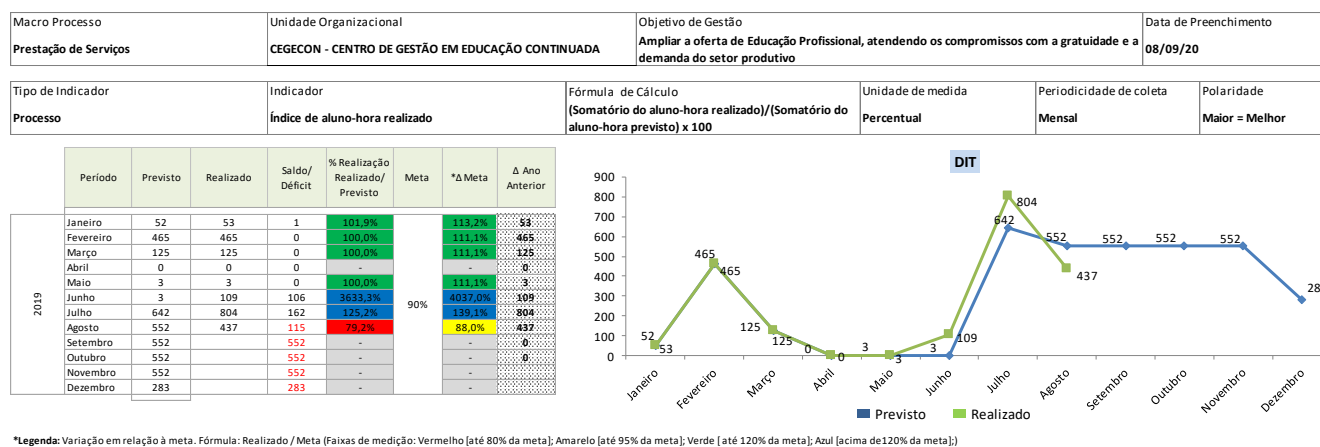 Macro Processo
Prestação de Serviços
Unidade Organizacional
CEGECON - CENTRO DE GESTÃO EM EDUCAÇÃO CONTINUADA
Objetivo de Gestão
Ampliar a oferta de Educação Profissional, atendendo os compromissos com a gratuidade e a
demanda do setor produtivo
Data de Preenchimento
08/09/20
Tipo de Indicador
Processo
Indicador
Índice de aluno-hora realizado
Fórmula de Cálculo
(Somatório do aluno-hora realizado)/(Somatório do
aluno-hora previsto) x 100
Unidade de medida
Percentual
Periodicidade de coleta
Mensal
Polaridade
Maior = Melhor
Período Previsto Realizado Saldo/ Déficit % Realização Realizado/ Previsto Meta *Δ Meta Δ Ano Anterior
2019
Janeiro 52 53 1 101,9% 113,2% 53
Fevereiro 465 465 0 100,0% 111,1% 465
Março 125 125 0 100,0% 111,1% 125
Abril 0 0 0 - - 0
Maio 3 3 0 100,0% 111,1% 3
Junho 3 109 106 3633,3% 4037,0% 109
90%
Julho 642 804 162 125,2% 139,1% 804
Agosto 552 437 115 79,2% 88,0% 437
Setembro 552 552 - - 0
Outubro 552 552 - - 0
Novembro 552 552 - -
Dezembro 283 283 - -
DIT
900
800
700
600
500
400
300
200
100
0
52
53
465
465
125
125
0
0
3
3
3
109
642
804
552
437
552
552
552
28
Janeiro
Fevereiro
Março
Abril
Maio
Junho
Julho
Agosto
Setembro
Outubro
Novembro
Dezembro
Previsto
Realizado
*Legenda: Variação em relação à meta. Fórmula: Realizado / Meta (Faixas de medição: Vermelho [até 80% da meta]; Amarelo [até 95% da meta]; Verde [ até 120% da meta]; Azul [acima de120% da meta];)